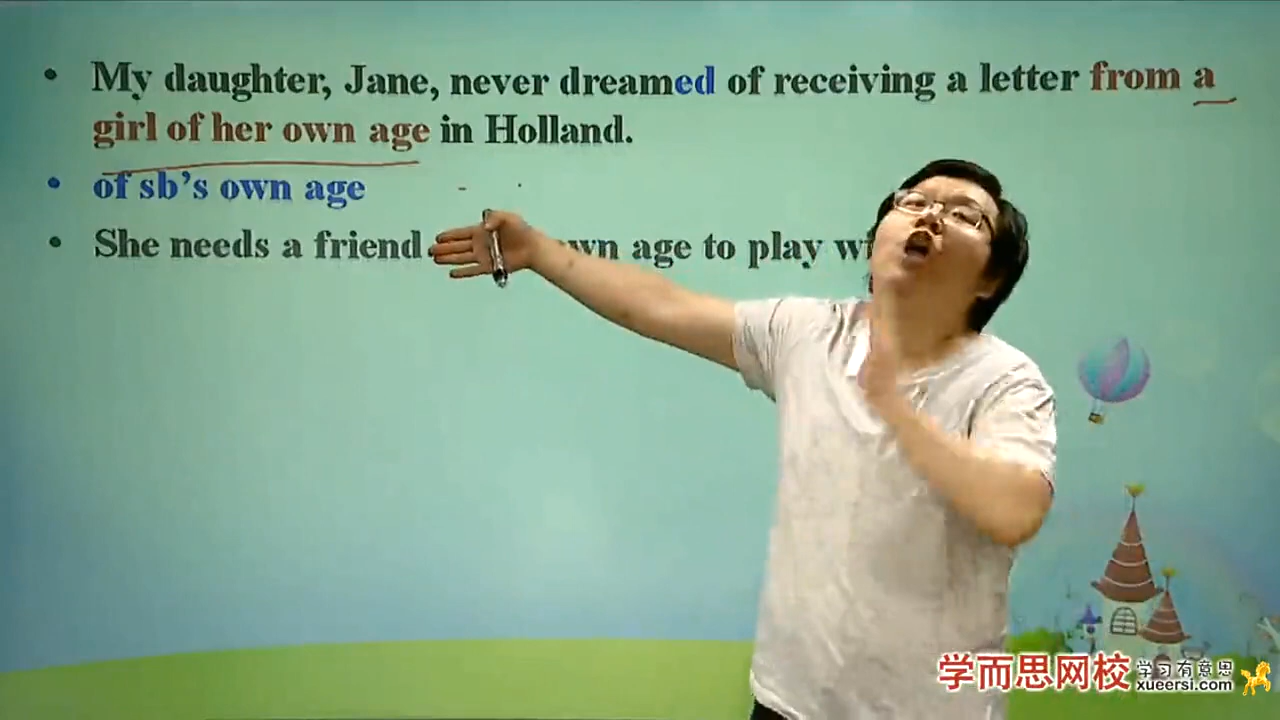 • My daughter, Jane, never dreamed of receiving a letter from a
girl of her own age in Holland.
• of sb's own age
• She needs a friend own age to play
学而思网校
学习有意思
xueersi.com